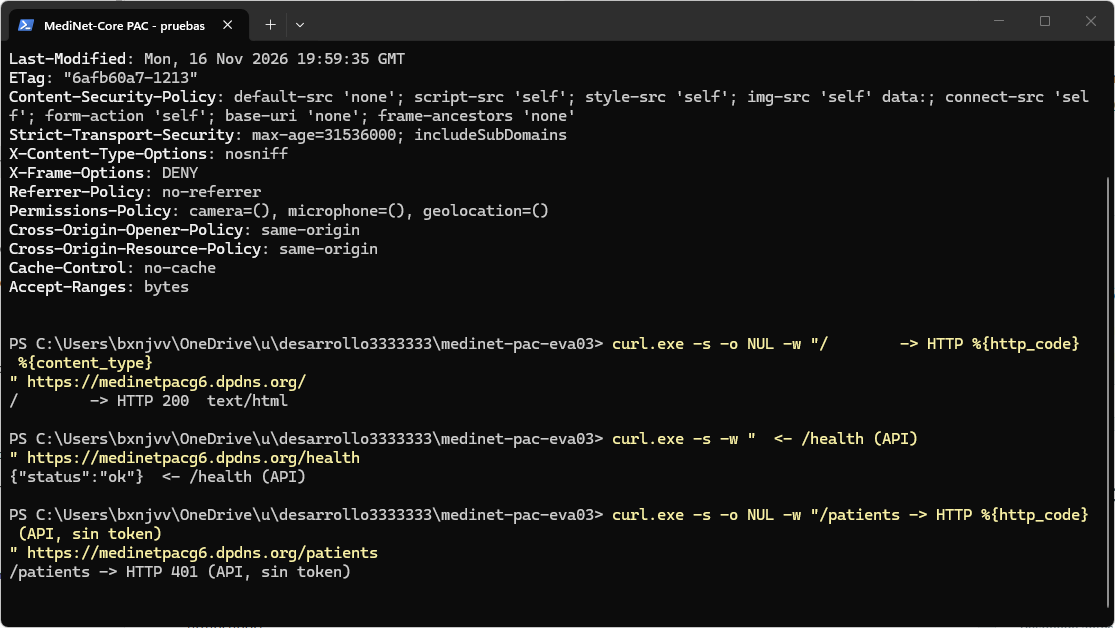 MediNet-Core PAC - pruebas
Last-Modified: Mon, 16 Nov 2026 19:59:35 GMT
ETag: "6afb60a7-1213"
Content-Security-Policy: default-src 'none'; script-src 'self'; style-src 'self'; img-src 'self' data:; connect-src 'sel
f'; form-action 'self'; base-uri 'none'; frame-ancestors 'none'
Strict-Transport-Security: max-age=31536000; includeSubDomains
X-Content-Type-Options: nosniff
X-Frame-Options: DENY
Referrer-Policy: no-referrer
Permissions-Policy: camera=(), microphone=(), geolocation=()
Cross-Origin-Opener-Policy: same-origin
Cross-Origin-Resource-Policy: same-origin
Cache-Control: no-cache
Accept-Ranges: bytes
PS C:\Users\bxnjvv\OneDrive\u\desarrollo3333333\medinet-pac-eva03> curl.exe -s -o NUL -w "/        -> HTTP %{http_code}
 %{content_type}
" https://medinetpacg6.dpdns.org/
/        -> HTTP 200  text/html
PS C:\Users\bxnjvv\OneDrive\u\desarrollo3333333\medinet-pac-eva03> curl.exe -s -w "  <- /health (API)
" https://medinetpacg6.dpdns.org/health
{"status":"ok"}  <- /health (API)
PS C:\Users\bxnjvv\OneDrive\u\desarrollo3333333\medinet-pac-eva03> curl.exe -s -o NUL -w "/patients -> HTTP %{http_code}
 (API, sin token)
" https://medinetpacg6.dpdns.org/patients
/patients -> HTTP 401 (API, sin token)